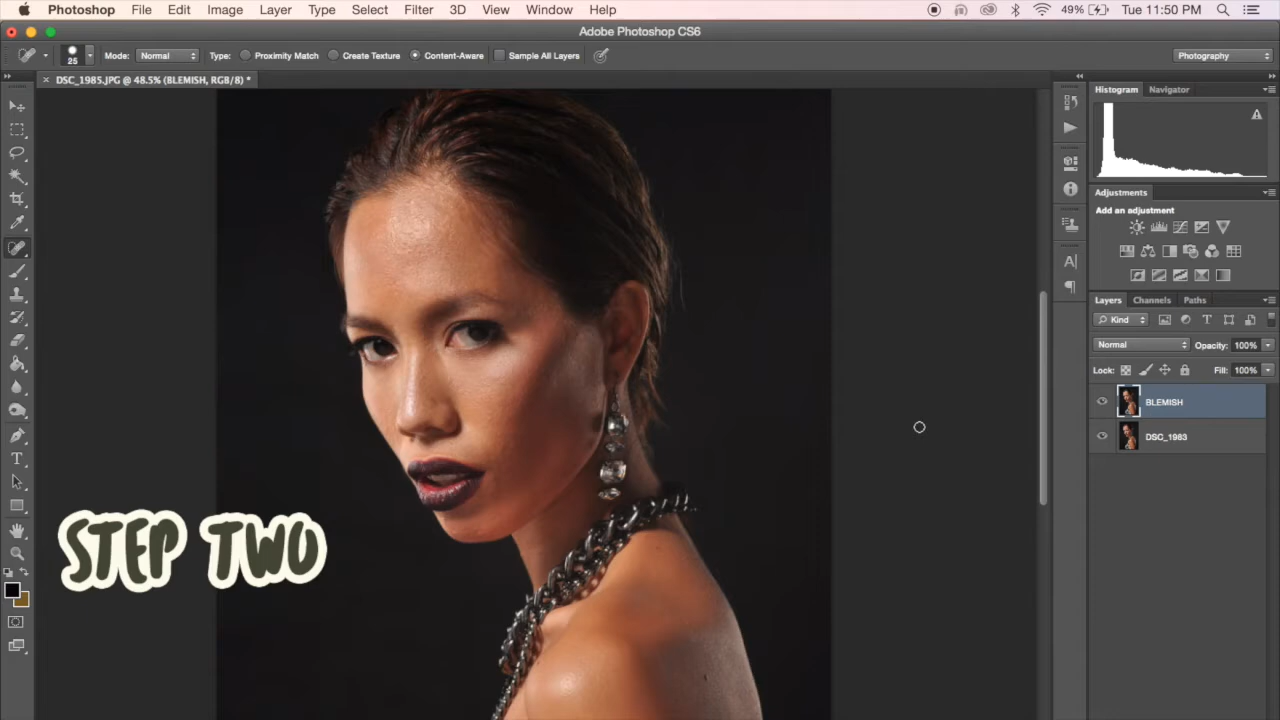 Photoshop File Edit Image Layer Type Select Filter 3D View Window Help 49% Tue 11:50 PM
Adobe Photoshop CS6
25 Mode: Normal Type: Proximity Match Create Texture Content-Aware Sample All Layers Photography
× DSC_1985.JPG @ 48.5% (BLEMISH, RGB/8) *
Histogram Navigator
Adjustments
Add an adjustment
A|
Layers Channels Paths
Kind T
Normal Opacity: 100%
Lock: Fill: 100%
BLEMISH
DSC_1983
T
STEP TWO